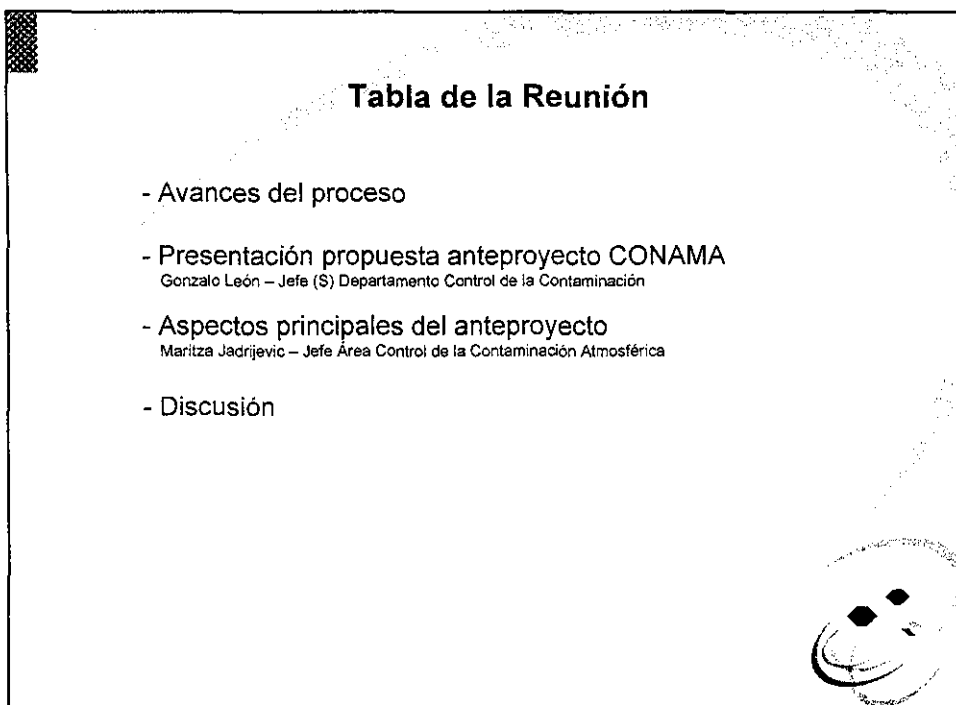 Tabla de la Reunión
- Avances del proceso
- Presentación propuesta anteproyecto CONAMA
Gonzalo León – Jefe (S) Departamento Control de la Contaminación
- Aspectos principales del anteproyecto
Maritza Jadrijevic – Jefe Área Control de la Contaminación Atmosférica
- Discusión